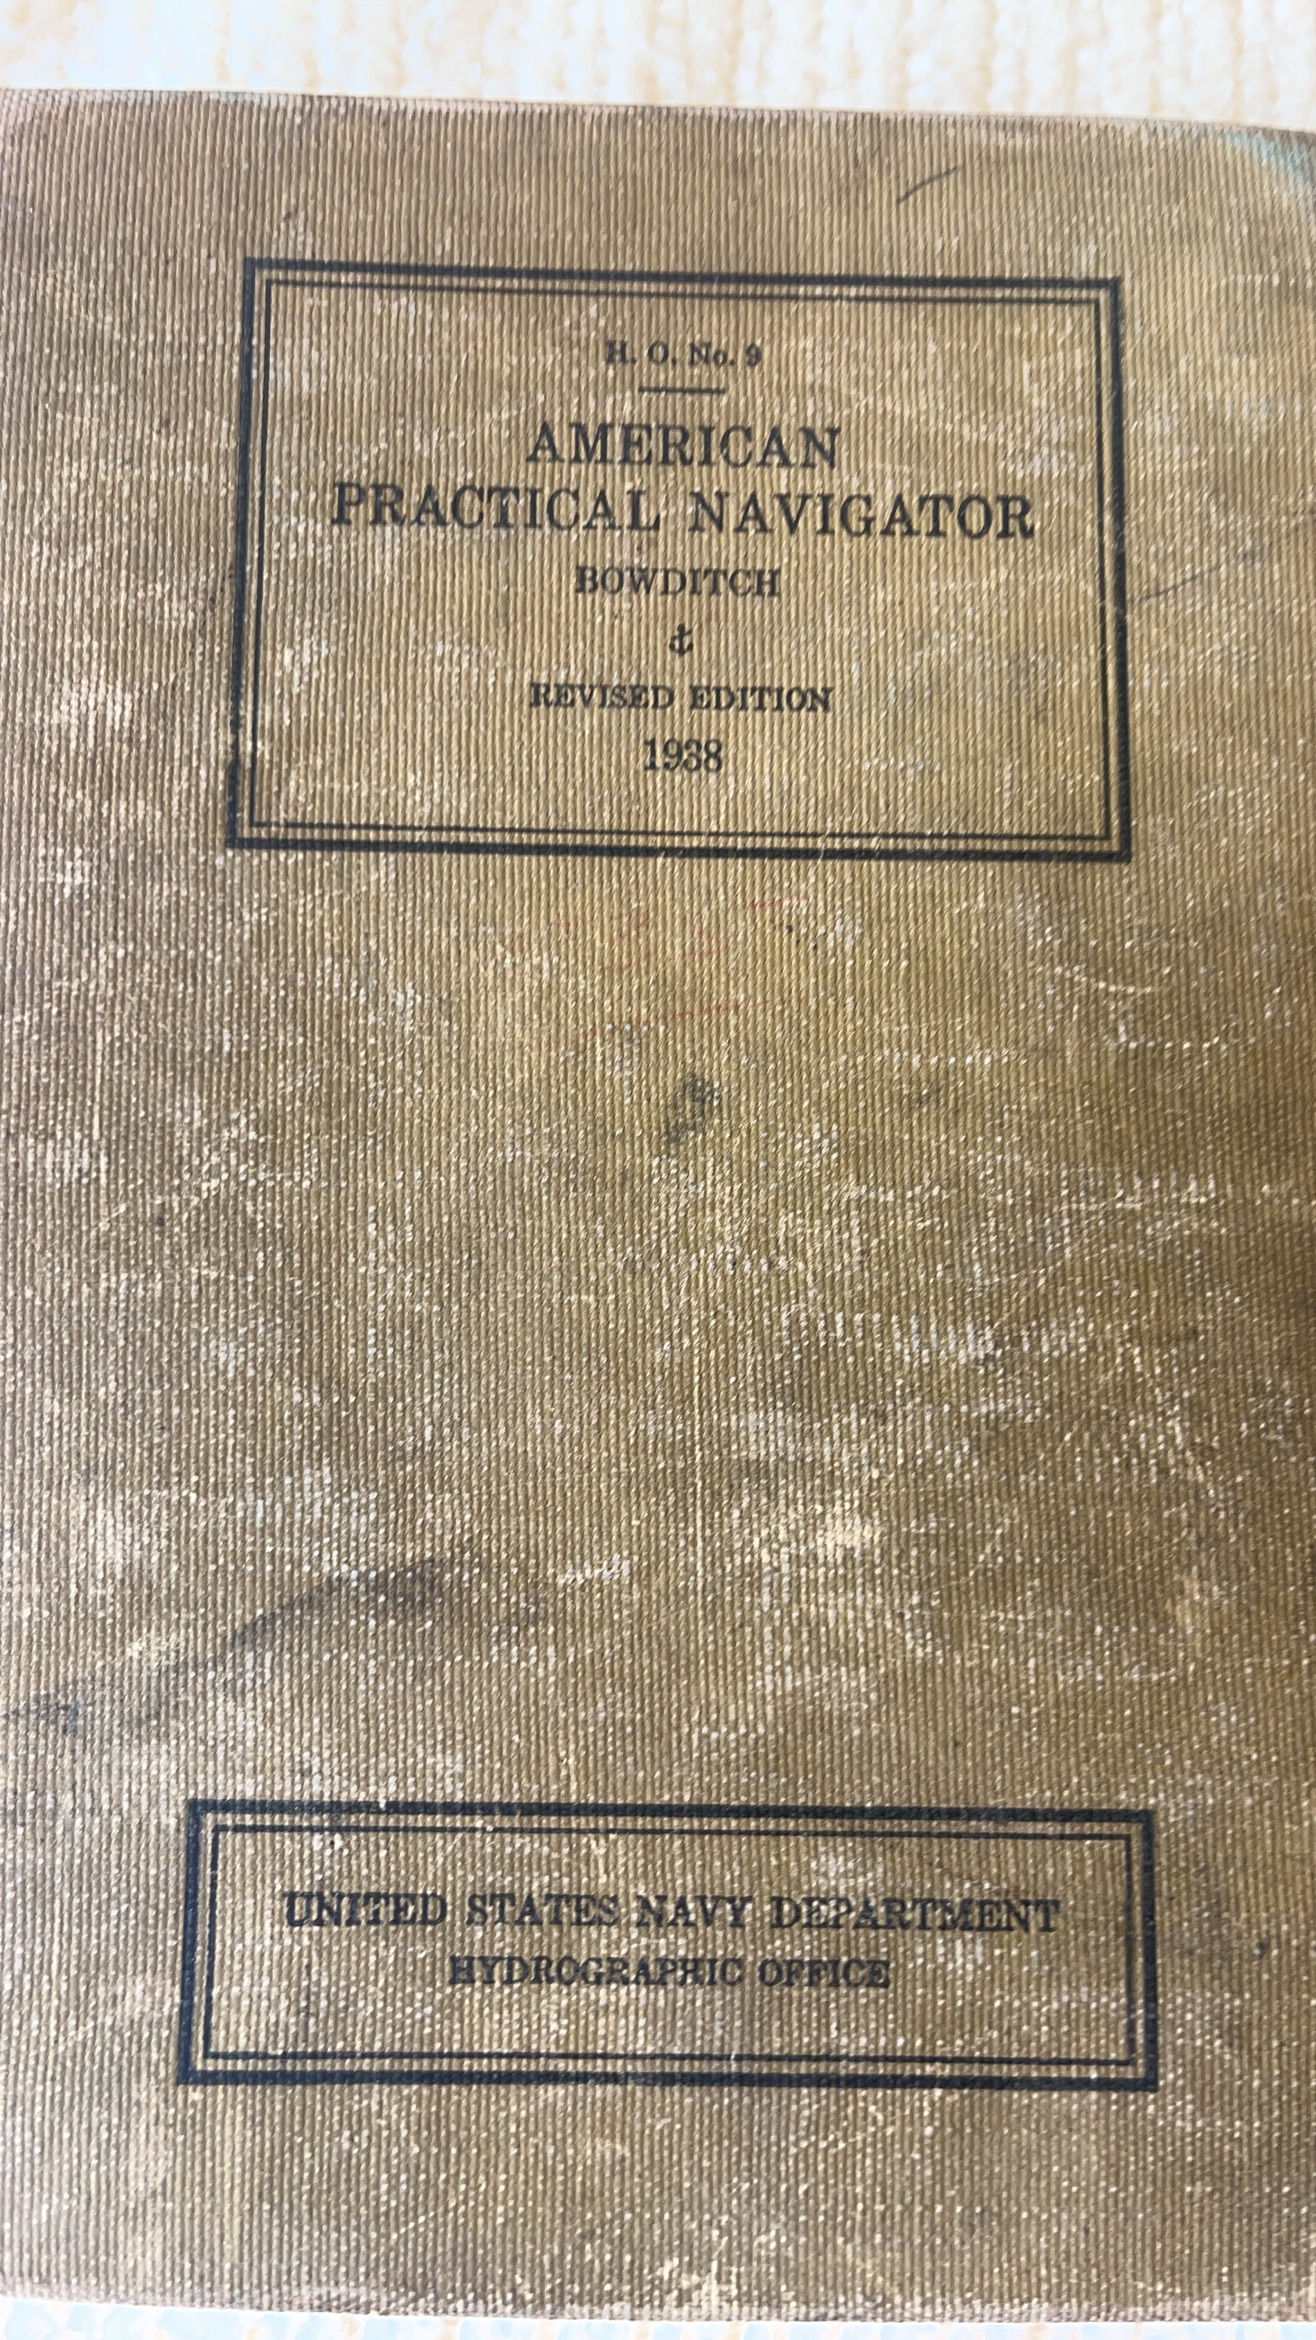 H. O. No. 9
AMERICAN
PRACTICAL NAVIGATOR
BOWDITCH
REVISED EDITION
1938
UNITED STATES NAVY DEPARTMENT
HYDROGRAPHIC OFFICE